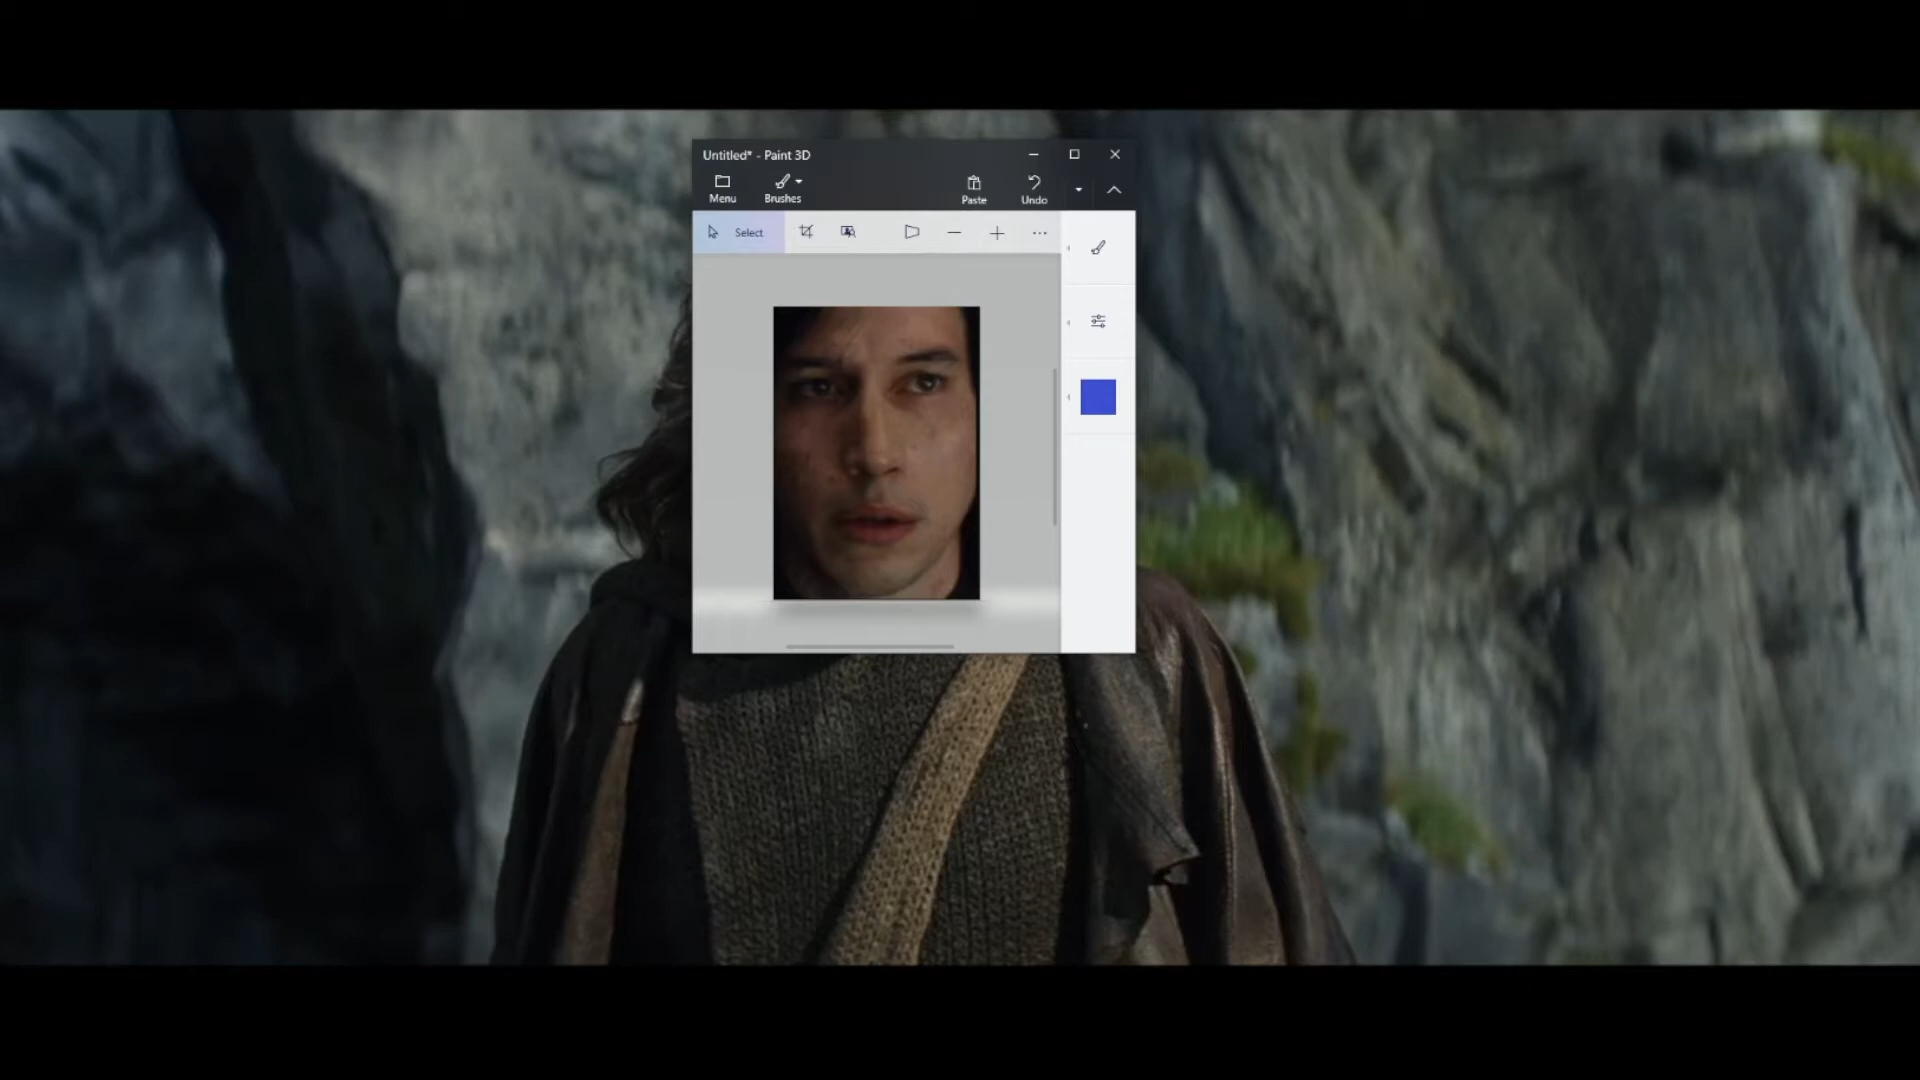 Untitled* - Paint 3D
Menu
Brushes
Paste
Undo
Select